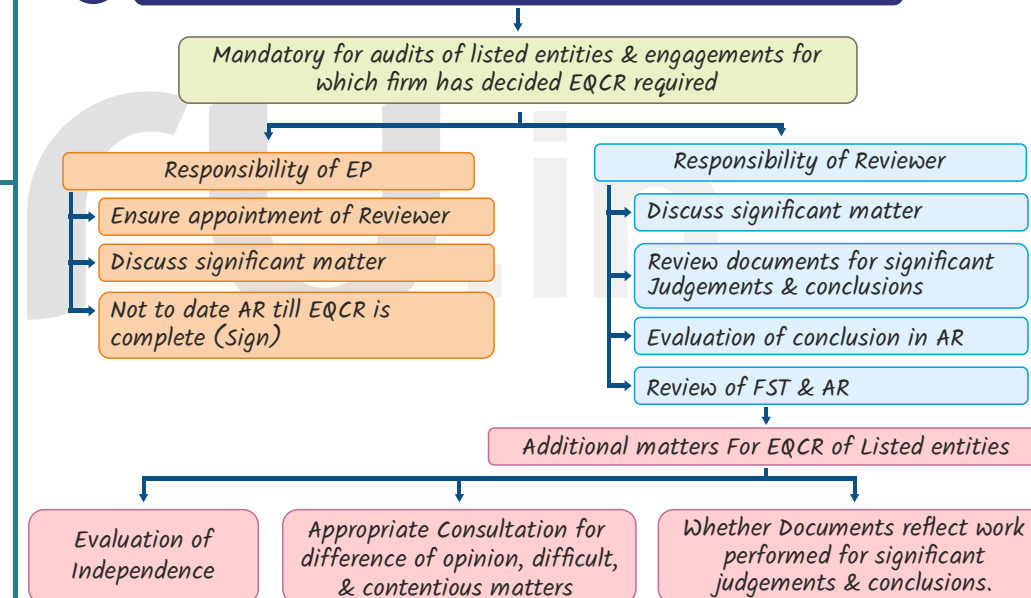 Mandatory for audits of listed entities & engagements for
which firm has decided EQCR required
Responsibility of EP
Ensure appointment of Reviewer
Discuss significant matter
Not to date AR till EQCR is
complete (Sign)
Responsibility of Reviewer
Discuss significant matter
Review documents for significant
Judgements & conclusions
Evaluation of conclusion in AR
Review of FST & AR
Additional matters For EQCR of Listed entities
Evaluation of
Independence
Appropriate Consultation for
difference of opinion, difficult,
& contentious matters
Whether Documents reflect work
performed for significant
judgements & conclusions.